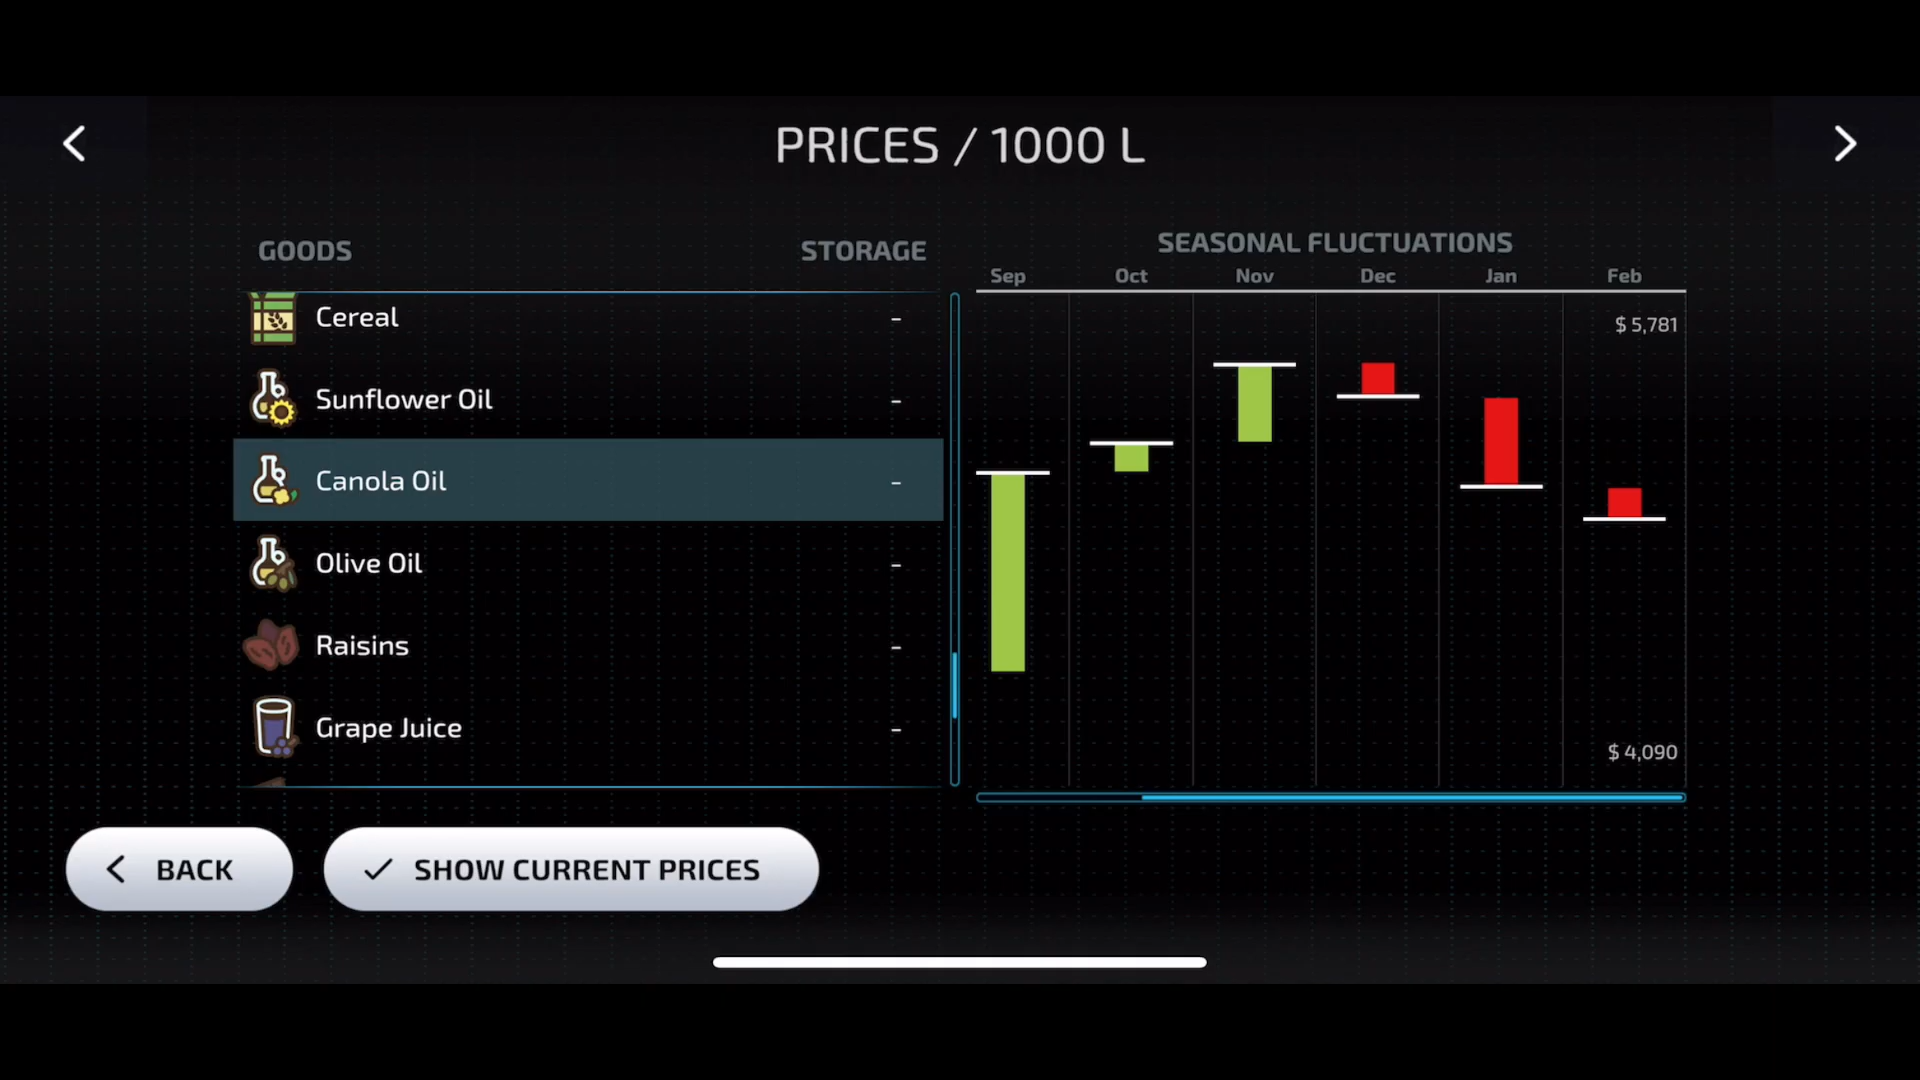 PRICES / 1000 L
GOODS
STORAGE
Cereal -
Sunflower Oil -
Canola Oil -
Olive Oil -
Raisins -
Grape Juice -
SEASONAL FLUCTUATIONS
Sep Oct Nov Dec Jan Feb
$ 5,781
$ 4,090
BACK
SHOW CURRENT PRICES